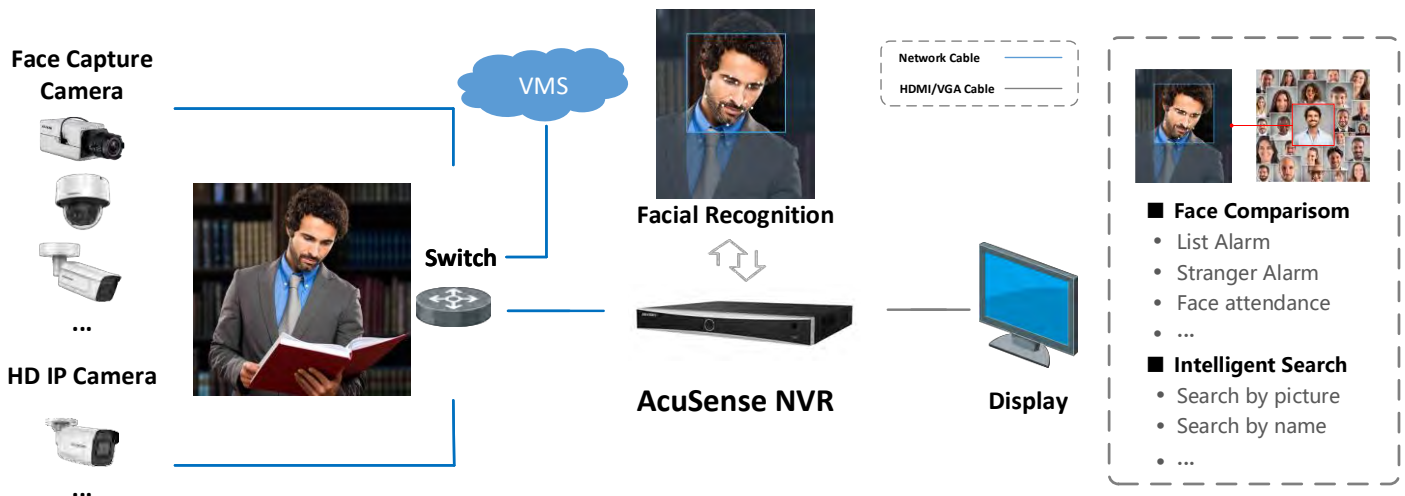 Face Capture
Camera
...
HD IP Camera
...
VMS
Switch
Facial Recognition
AcuSense NVR
Display
Network Cable
HDMI/VGA Cable
■ Face Comparisom
• List Alarm
• Stranger Alarm
• Face attendance
• ...
■ Intelligent Search
• Search by picture
• Search by name
• ...